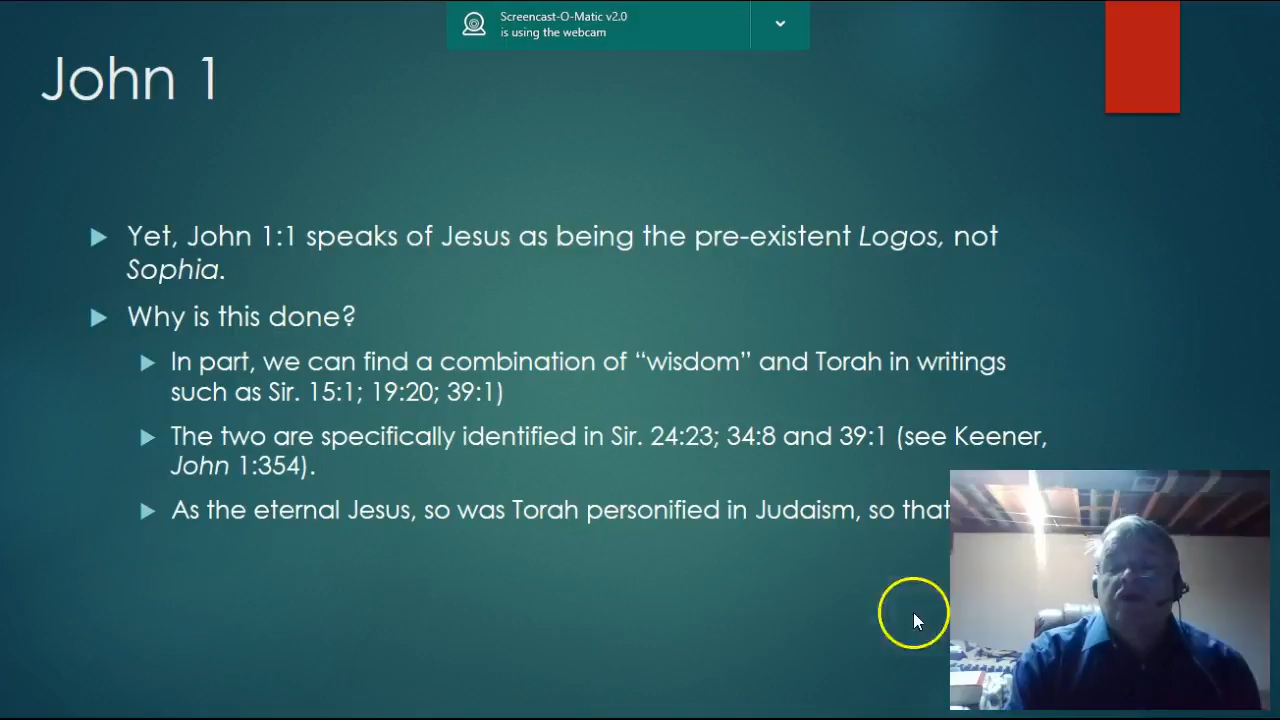 Screencast-O-Matic v2.0
is using the webcam
John 1
Yet, John 1:1 speaks of Jesus as being the pre-existent Logos, not
Sophia.
Why is this done?
In part, we can find a combination of “wisdom” and Torah in writings
such as Sir. 15:1; 19:20; 39:1)
The two are specifically identified in Sir. 24:23; 34:8 and 39:1 (see Keener,
John 1:354).
As the eternal Jesus, so was Torah personified in Judaism, so that